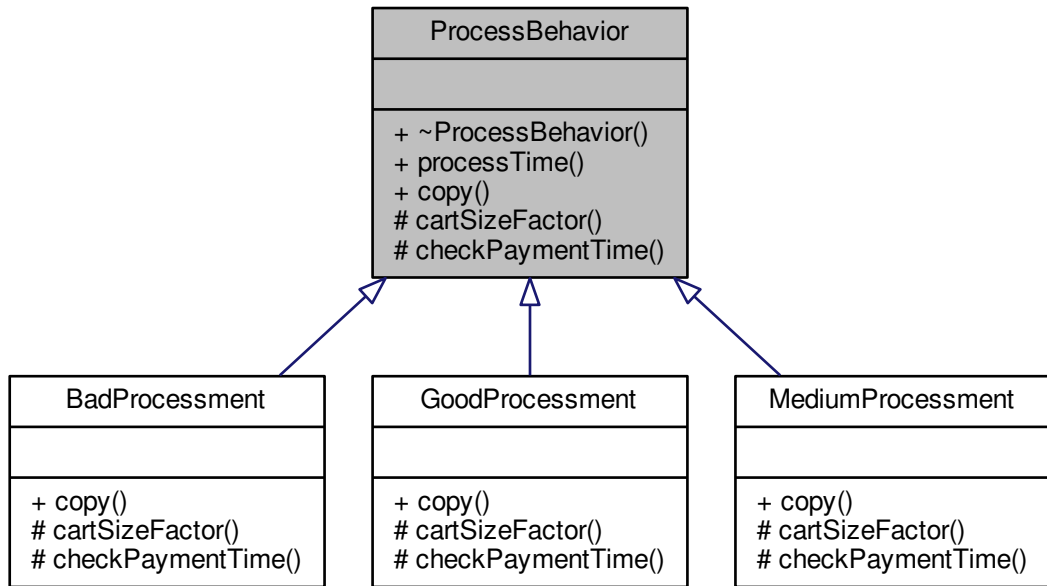 ProcessBehavior
+ ~ProcessBehavior()
+ processTime()
+ copy()
# cartSizeFactor()
# checkPaymentTime()
BadProcessment
+ copy()
# cartSizeFactor()
# checkPaymentTime()
GoodProcessment
+ copy()
# cartSizeFactor()
# checkPaymentTime()
MediumProcessment
+ copy()
# cartSizeFactor()
# checkPaymentTime()